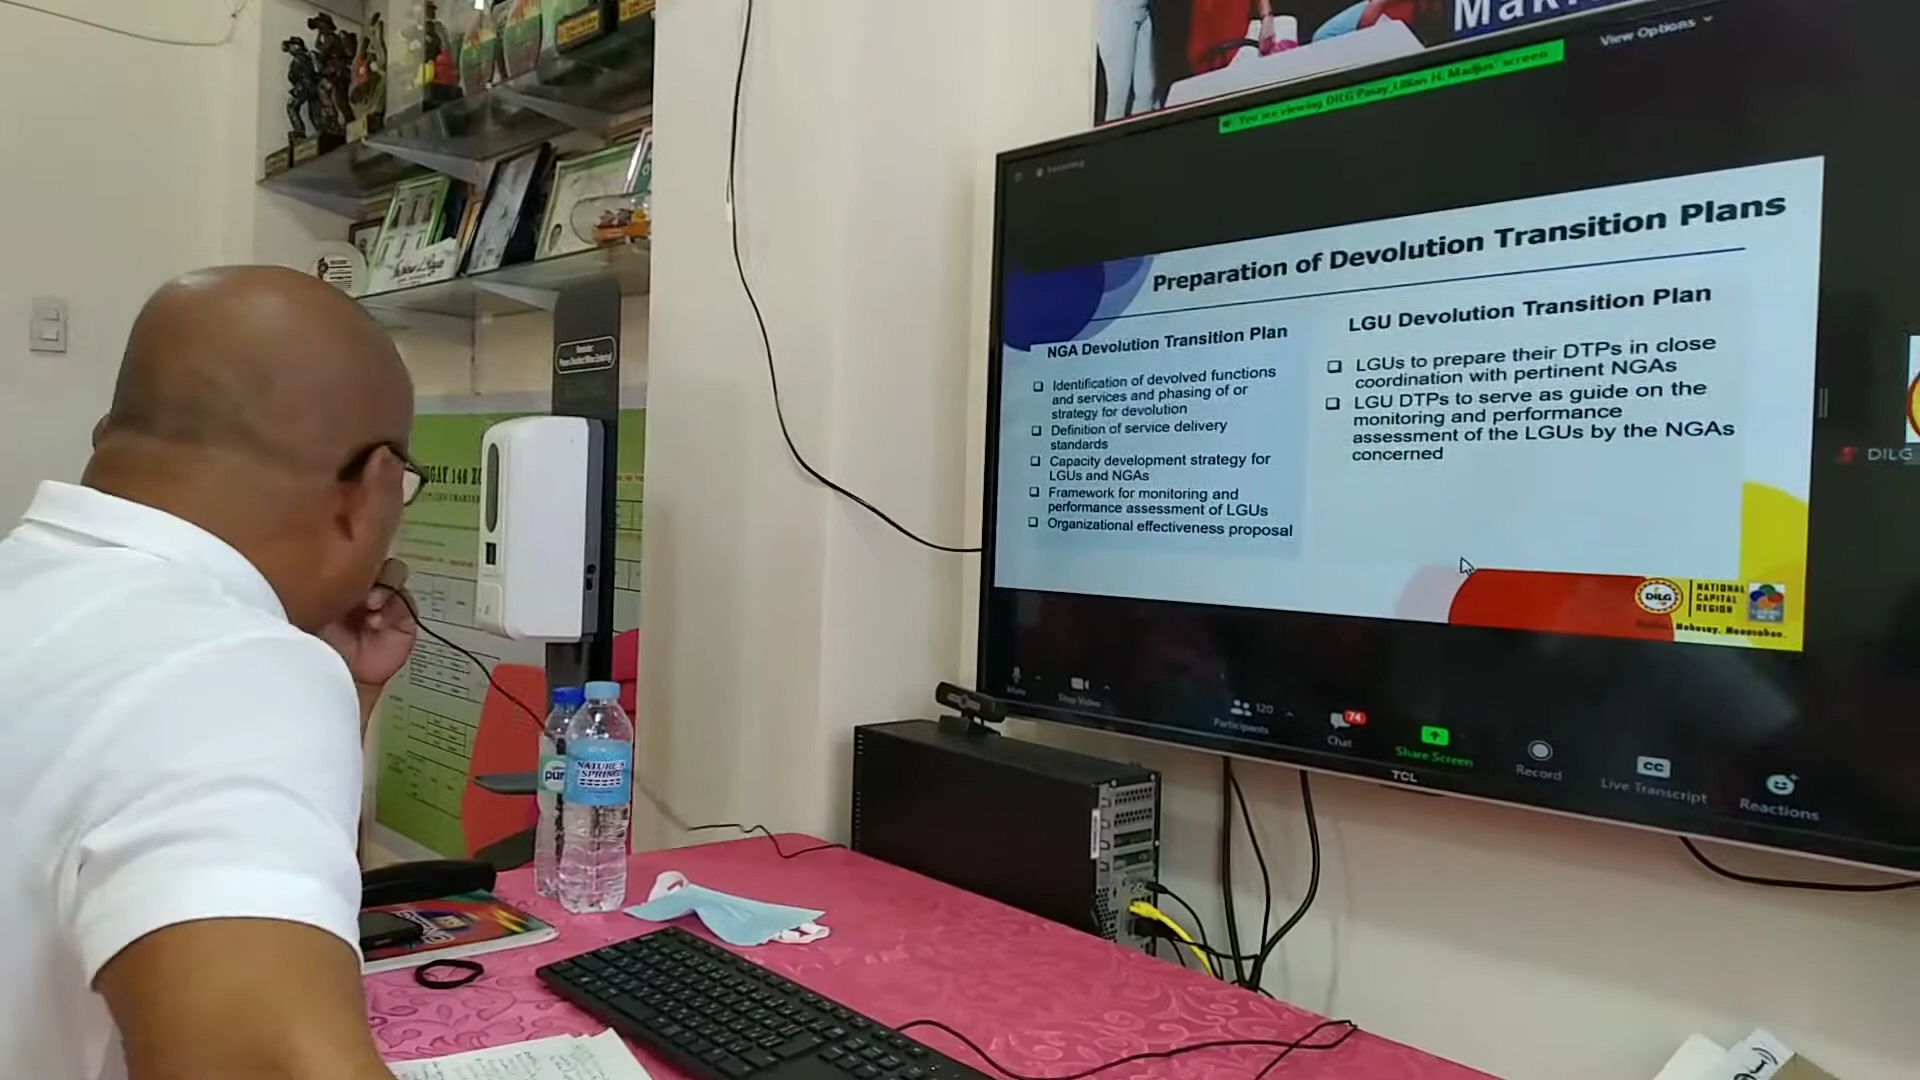 View Options
You are viewing DILG Pasay_Lillian H. Madjus' screen
Preparation of Devolution Transition Plans
NGA Devolution Transition Plan
Identification of devolved functions
and services and phasing of or
strategy for devolution
Definition of service delivery
standards
Capacity development strategy for
LGUs and NGAs
Framework for monitoring and
performance assessment of LGUs
Organizational effectiveness proposal
LGU Devolution Transition Plan
LGUs to prepare their DTPs in close
coordination with pertinent NGAs
LGU DTPs to serve as guide on the
monitoring and performance
assessment of the LGUs by the NGAs
concerned
DILG
NATIONAL
CAPITAL
REGION
Mahusay. Maaasahan.
DILG
Mute
Stop Video
120
Participants
74
Chat
Share Screen
Record
CC
Live Transcript
Reactions
TCL
NATURE'S
SPRING